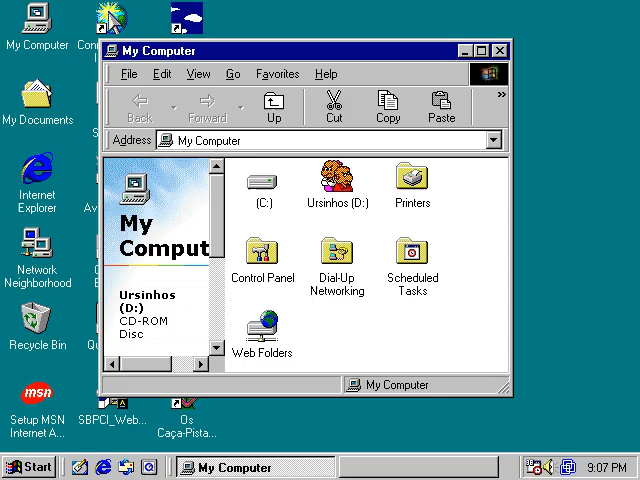 My Computer
My Documents
Internet
Explorer
Network
Neighborhood
Recycle Bin
msn
Setup MSN
Internet A...
SBPCI_Web...
Os
Caça-Pista...
My Computer
File Edit View Go Favorites Help
Back Forward Up Cut Copy Paste »
Address My Computer
My
Comput
Ursinhos
(D:)
CD-ROM
Disc
(C:) Ursinhos (D:) Printers
Control Panel
Dial-Up
Networking
Scheduled
Tasks
Web Folders
My Computer
Start My Computer 9:07 PM